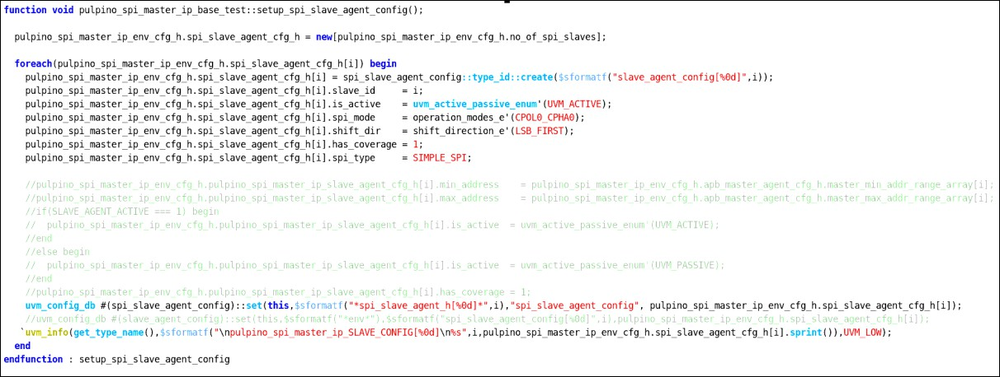 function void pulpino_spi_master_ip_base_test::setup_spi_slave_agent_config();
pulpino_spi_master_ip_env_cfg_h.spi_slave_agent_cfg_h = new[pulpino_spi_master_ip_env_cfg_h.no_of_spi_slaves];
foreach(pulpino_spi_master_ip_env_cfg_h.spi_slave_agent_cfg_h[i]) begin
pulpino_spi_master_ip_env_cfg_h.spi_slave_agent_cfg_h[i] = spi_slave_agent_config::type_id::create($sformatf("slave_agent_config[%0d]",i));
pulpino_spi_master_ip_env_cfg_h.spi_slave_agent_cfg_h[i].slave_id     = i;
pulpino_spi_master_ip_env_cfg_h.spi_slave_agent_cfg_h[i].is_active    = uvm_active_passive_enum'(UVM_ACTIVE);
pulpino_spi_master_ip_env_cfg_h.spi_slave_agent_cfg_h[i].spi_mode     = operation_modes_e'(CPOL0_CPHA0);
pulpino_spi_master_ip_env_cfg_h.spi_slave_agent_cfg_h[i].shift_dir    = shift_direction_e'(LSB_FIRST);
pulpino_spi_master_ip_env_cfg_h.spi_slave_agent_cfg_h[i].has_coverage = 1;
pulpino_spi_master_ip_env_cfg_h.spi_slave_agent_cfg_h[i].spi_type     = SIMPLE_SPI;
//pulpino_spi_master_ip_env_cfg_h.pulpino_spi_master_ip_slave_agent_cfg_h[i].min_address    = pulpino_spi_master_ip_env_cfg_h.apb_master_agent_cfg_h.master_min_addr_range_array[i];
//pulpino_spi_master_ip_env_cfg_h.pulpino_spi_master_ip_slave_agent_cfg_h[i].max_address    = pulpino_spi_master_ip_env_cfg_h.apb_master_agent_cfg_h.master_max_addr_range_array[i];
//if(SLAVE_AGENT_ACTIVE === 1) begin
//  pulpino_spi_master_ip_env_cfg_h.pulpino_spi_master_ip_slave_agent_cfg_h[i].is_active  = uvm_active_passive_enum'(UVM_ACTIVE);
//end
//else begin
//  pulpino_spi_master_ip_env_cfg_h.pulpino_spi_master_ip_slave_agent_cfg_h[i].is_active  = uvm_active_passive_enum'(UVM_PASSIVE);
//end
//pulpino_spi_master_ip_env_cfg_h.pulpino_spi_master_ip_slave_agent_cfg_h[i].has_coverage = 1;
uvm_config_db #(spi_slave_agent_config)::set(this,$sformatf("*spi_slave_agent_h[%0d]*",i),"spi_slave_agent_config", pulpino_spi_master_ip_env_cfg_h.spi_slave_agent_cfg_h[i]);
//uvm_config_db #(slave_agent_config)::set(this,$sformatf("*env*"),$sformatf("spi_slave_agent_config[%0d]",i),pulpino_spi_master_ip_env_cfg_h.spi_slave_agent_cfg_h[i]);
`uvm_info(get_type_name(),$sformatf("\npulpino_spi_master_ip_SLAVE_CONFIG[%0d]\n%s",i,pulpino_spi_master_ip_env_cfg_h.spi_slave_agent_cfg_h[i].sprint()),UVM_LOW);
end
endfunction : setup_spi_slave_agent_config